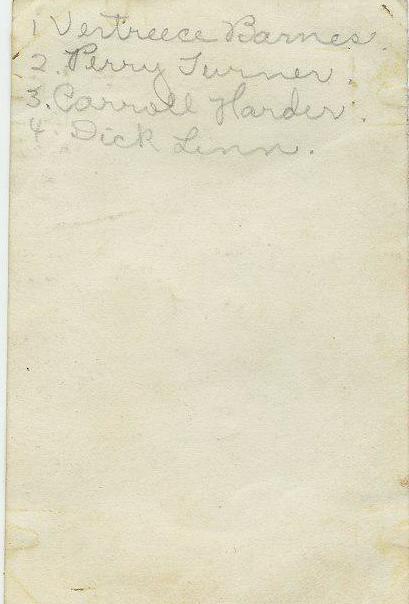 1 Vertreece Barnes.
2. Perry Turner.
3. Carroll Harder.
4. Dick Linn.